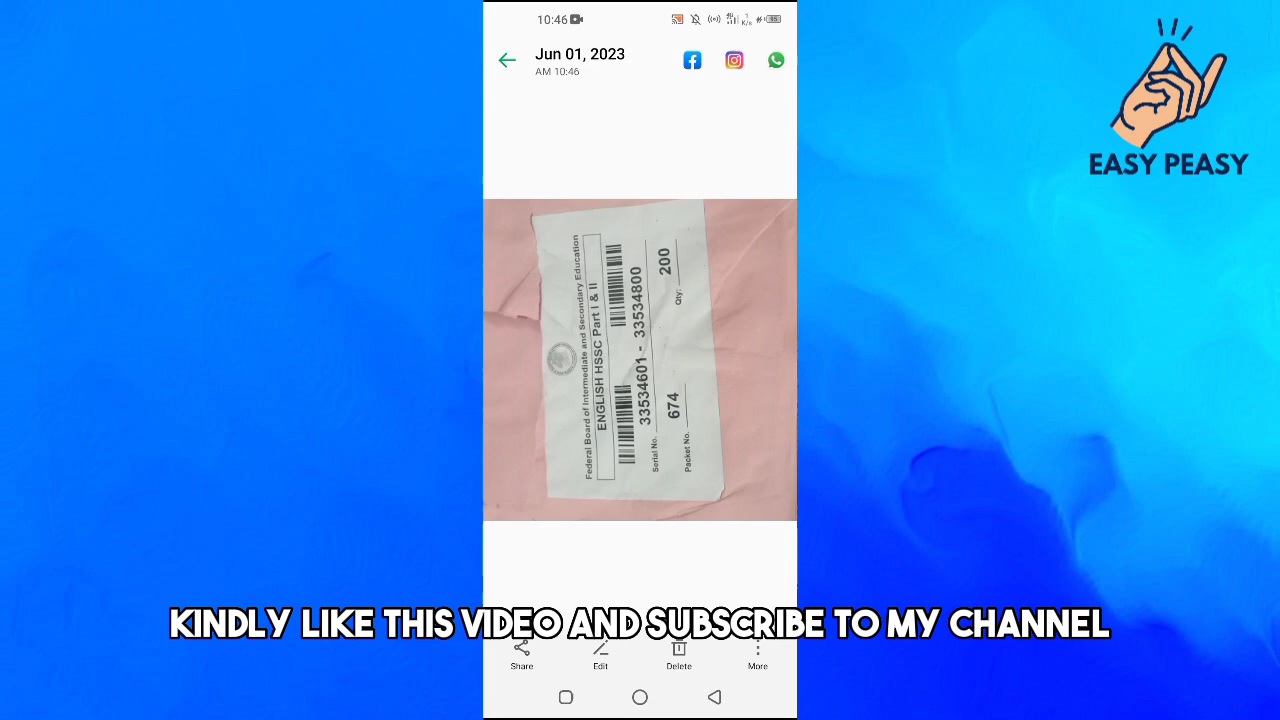 10:46
1
K/s
95
Jun 01, 2023
AM 10:46
EASY PEASY
Federal Board of Intermediate and Secondary Education
ENGLISH HSSC Part I & II
Serial No. 33534601 - 33534800
Packet No. 674 Qty: 200
KINDLY LIKE THIS VIDEO AND SUBSCRIBE TO MY CHANNEL
Share
Edit
Delete
More